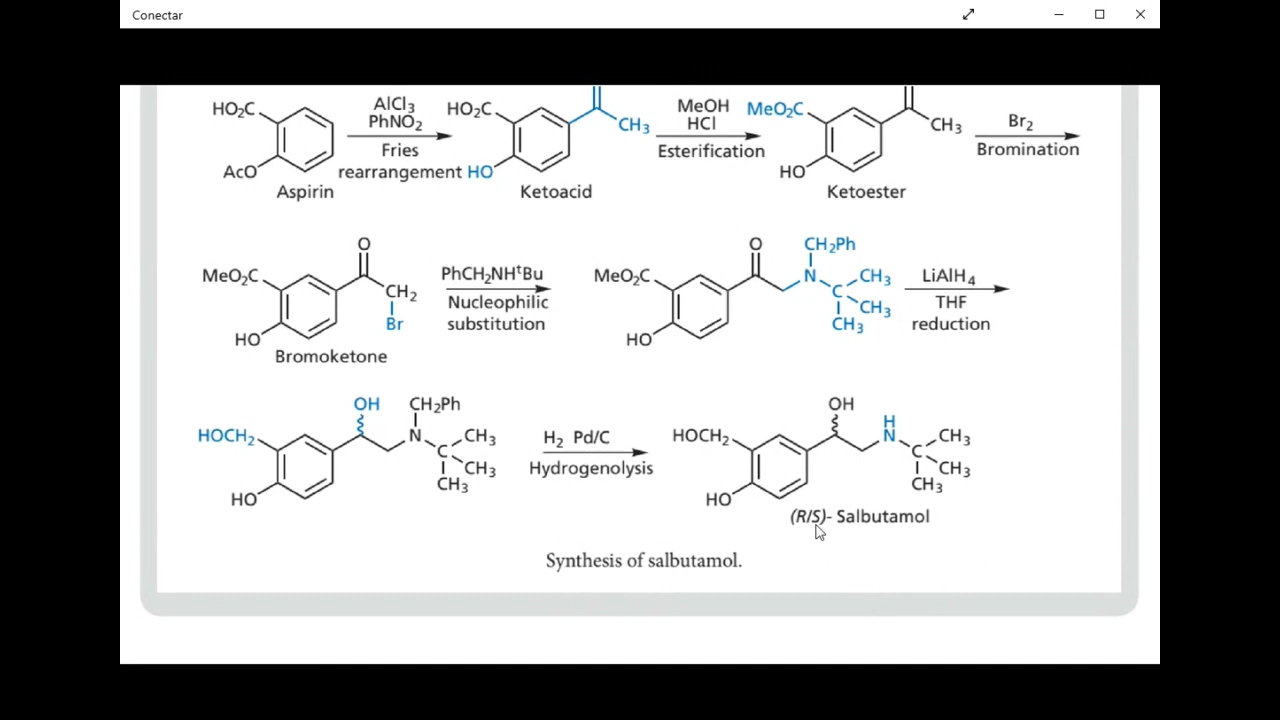 Conectar
HO₂C AlCl₃ HO₂C MeOH MeO₂C
PhNO₂ CH₃ HCl CH₃ Br₂
Fries Esterification Bromination
AcO rearrangement HO HO
Aspirin Ketoacid Ketoester
O O CH₂Ph
MeO₂C PhCH₂NHᵗBu MeO₂C N CH₃ LiAlH₄
CH₂ C
Nucleophilic CH₃ THF
Br substitution CH₃ reduction
HO HO
Bromoketone
OH CH₂Ph OH H
HOCH₂ N CH₃ H₂ Pd/C HOCH₂ N CH₃
C C
CH₃ Hydrogenolysis CH₃
CH₃ CH₃
HO HO
(R/S)- Salbutamol
Synthesis of salbutamol.